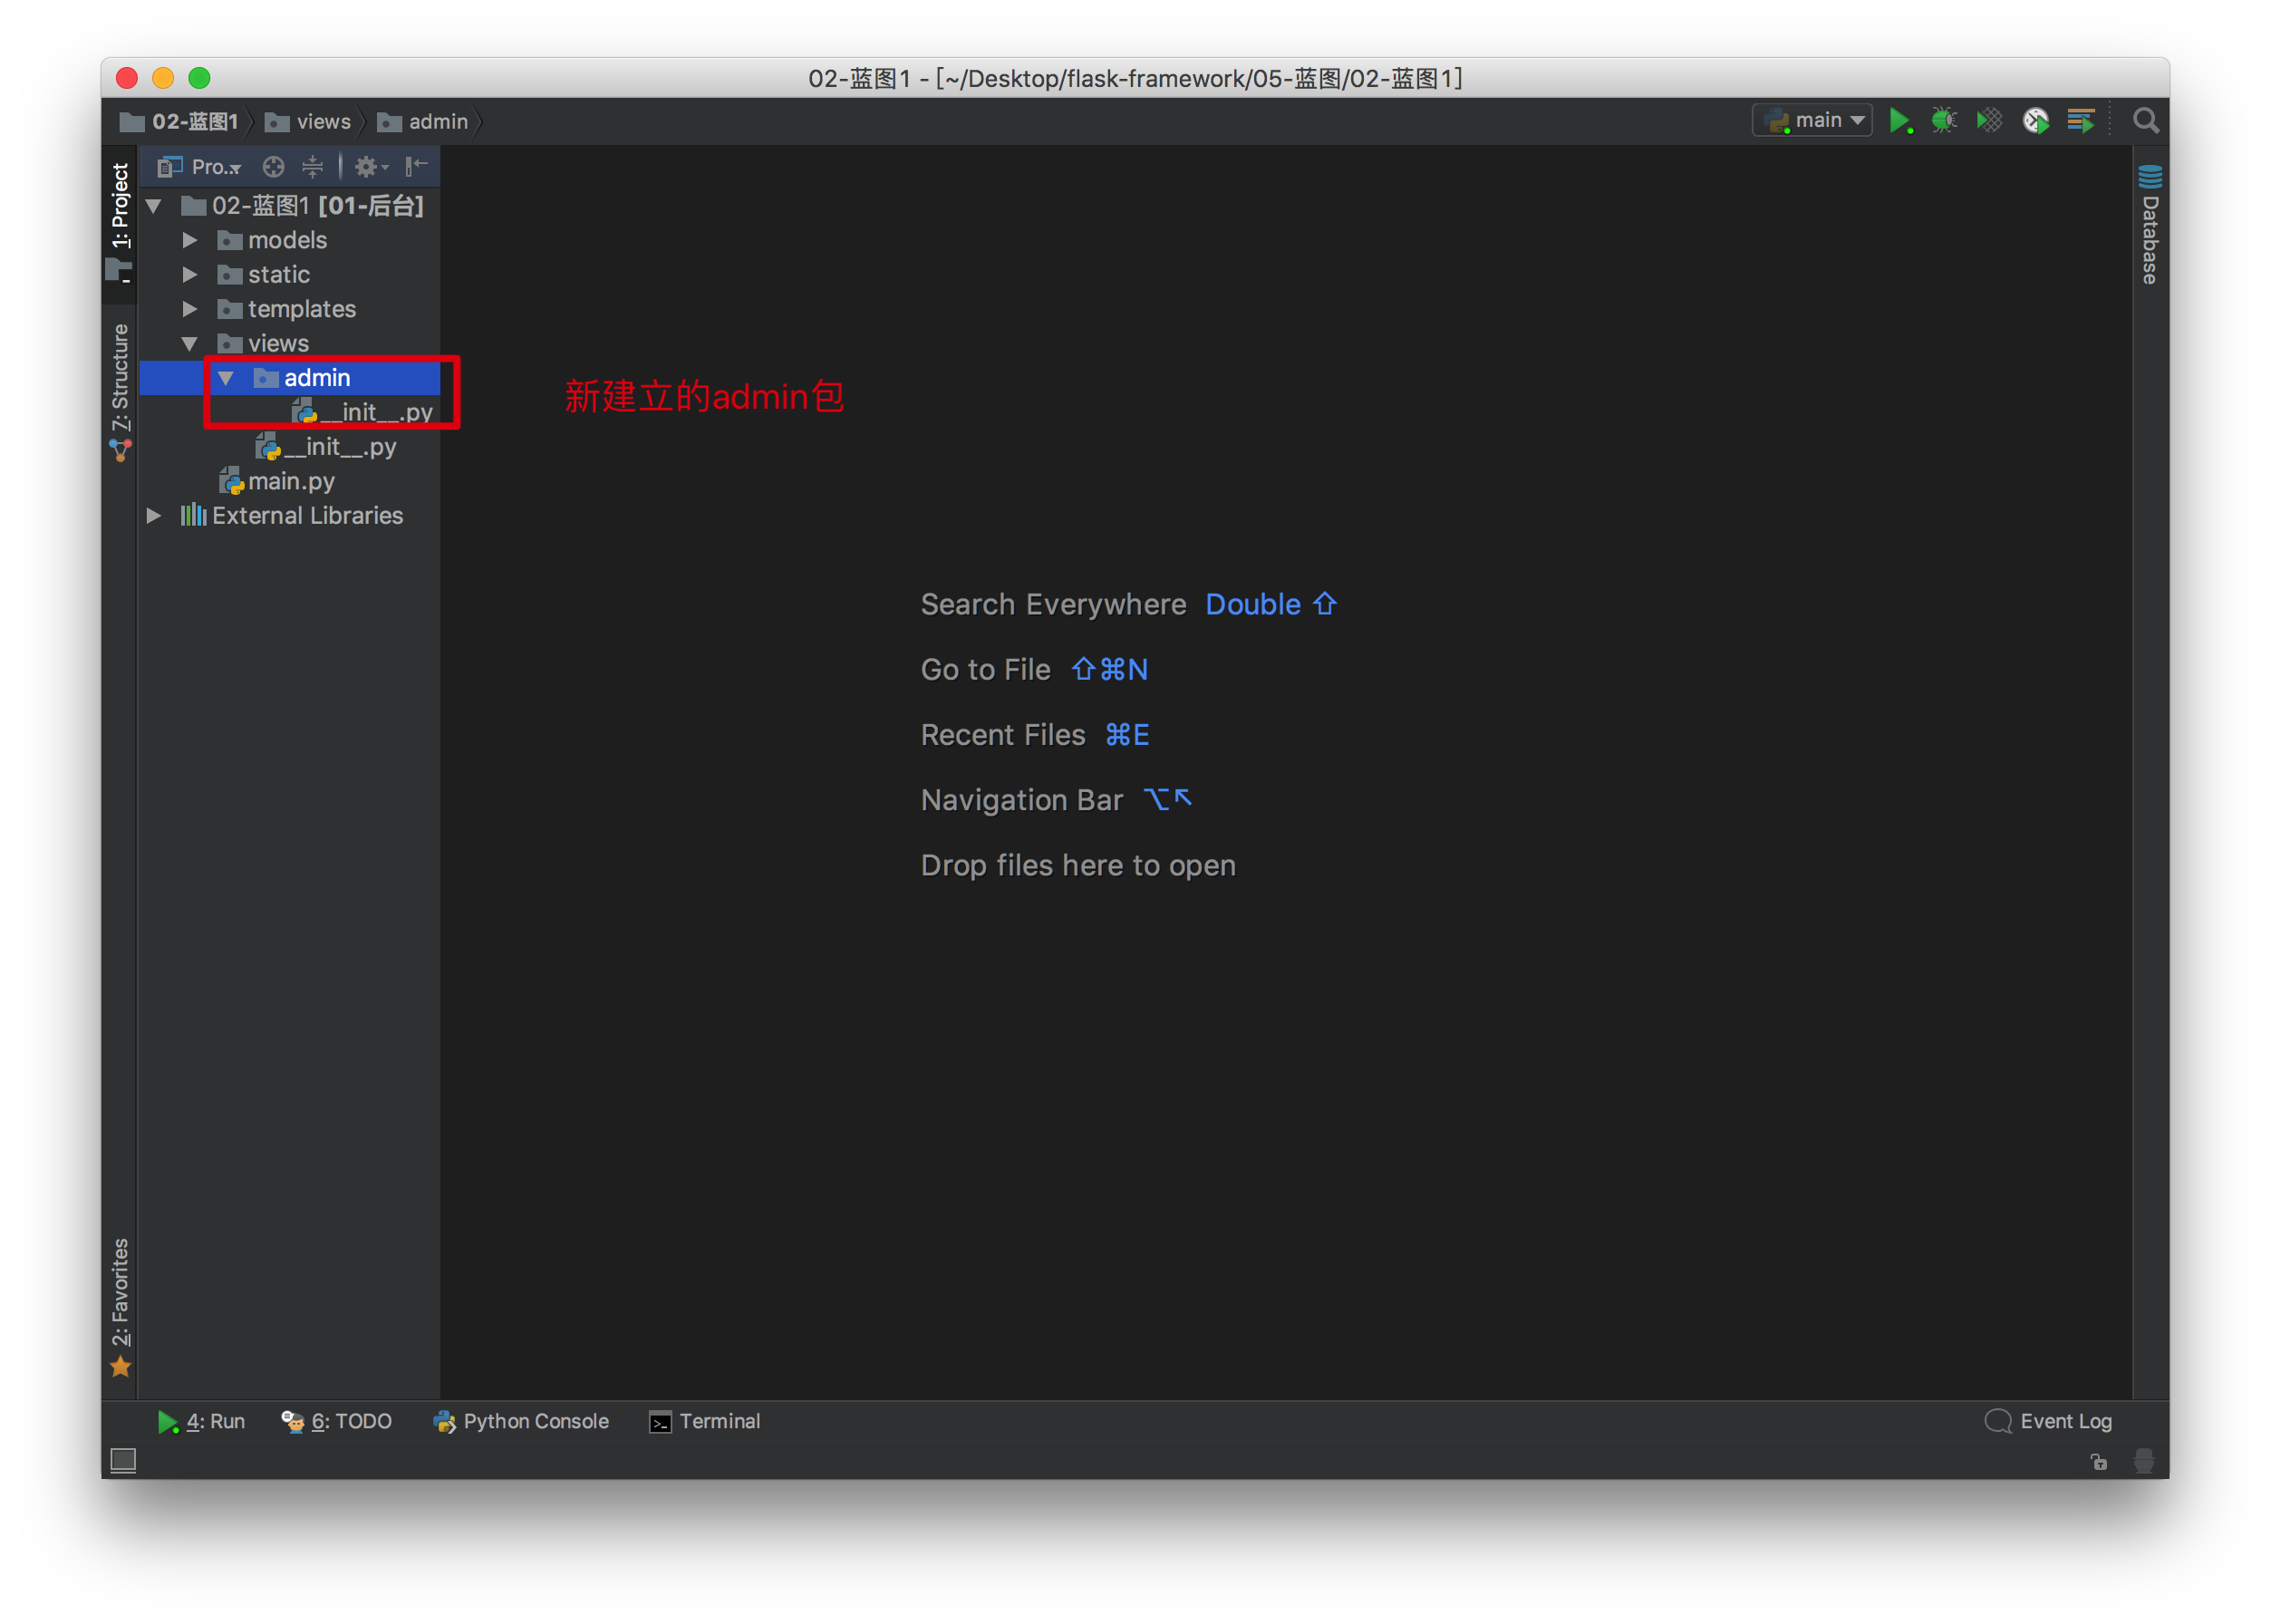 02-蓝图1 - [~/Desktop/flask-framework/05-蓝图/02-蓝图1]
02-蓝图1 views admin
main
1: Project
Pro...
02-蓝图1 [01-后台]
models
static
templates
views
admin
__init__.py
__init__.py
main.py
External Libraries
新建立的admin包
7: Structure
2: Favorites
Database
Search Everywhere Double ⇧
Go to File ⇧⌘N
Recent Files ⌘E
Navigation Bar ⌥↖
Drop files here to open
4: Run 6: TODO Python Console Terminal Event Log